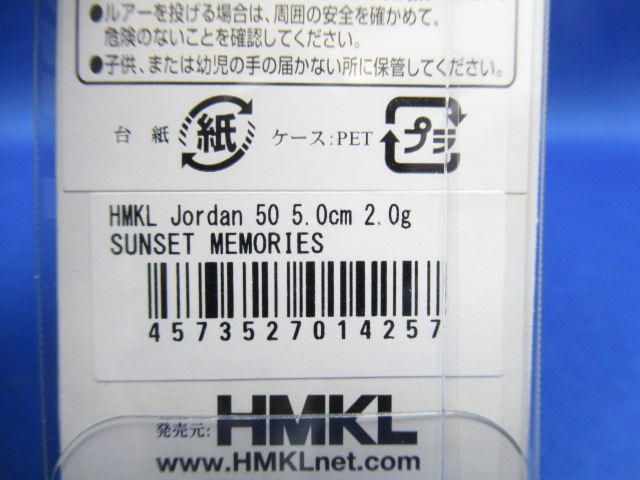 ●ルアーを投げる場合は、周囲の安全を確かめて、
危険のないことを確認してください。
●子供、または幼児の手の届かない所に保管してください。
台紙 紙 ケース:PET プラ
HMKL Jordan 50 5.0cm 2.0g
SUNSET MEMORIES
4573527014257
発売元: HMKL
www.HMKLnet.com